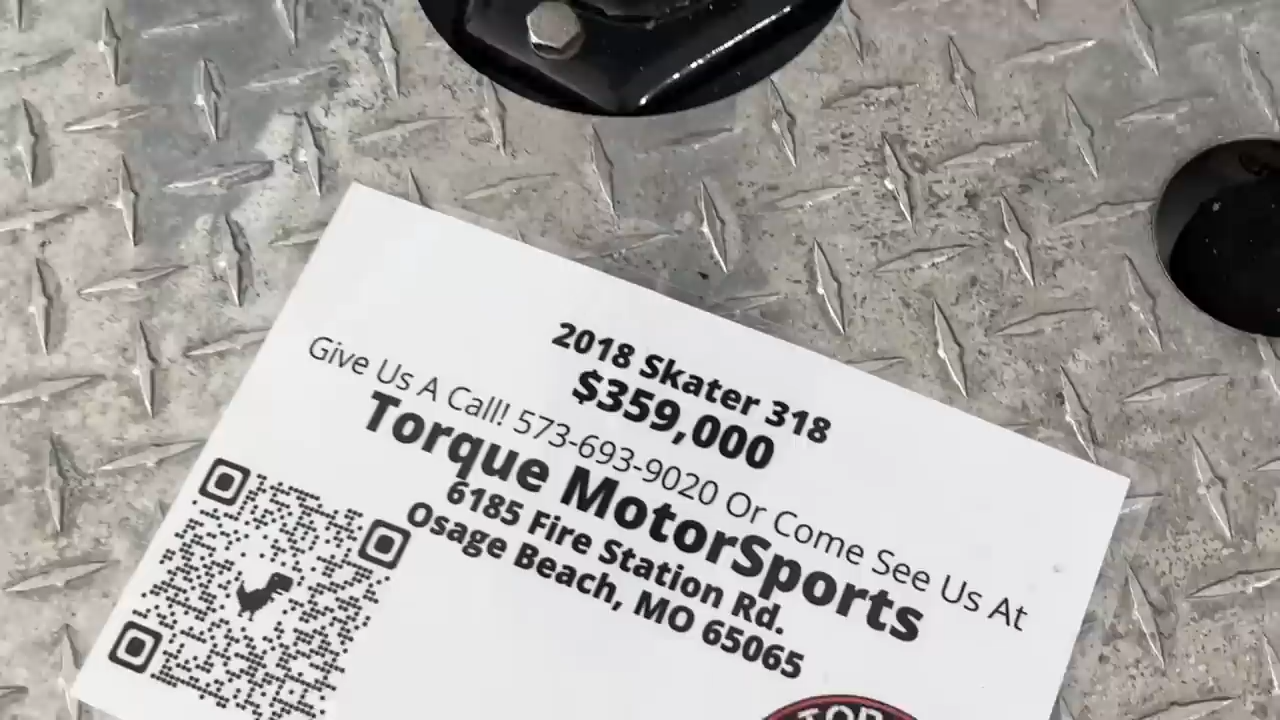 2018 Skater 318
$359,000
Give Us A Call! 573-693-9020 Or Come See Us At
Torque MotorSports
6185 Fire Station Rd.
Osage Beach, MO 65065